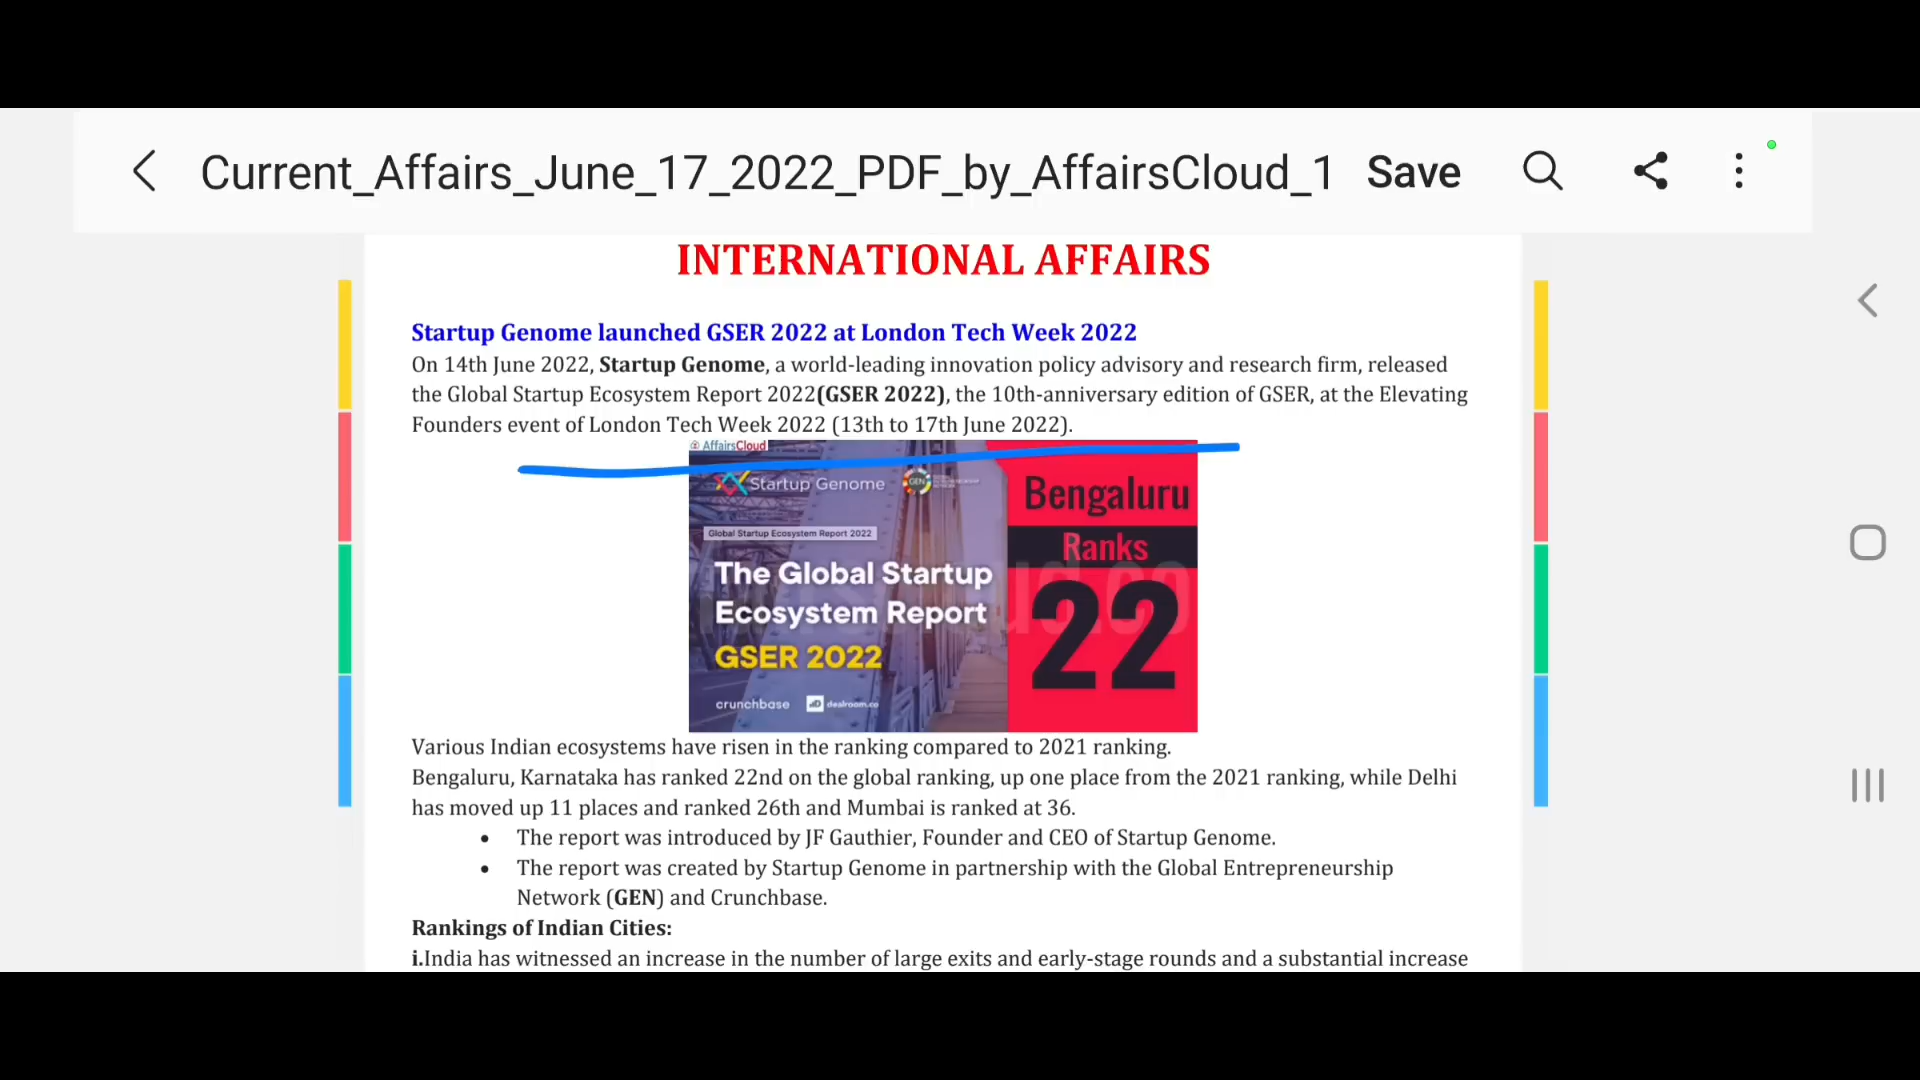 Current_Affairs_June_17_2022_PDF_by_AffairsCloud_1 Save
INTERNATIONAL AFFAIRS
Startup Genome launched GSER 2022 at London Tech Week 2022
On 14th June 2022, Startup Genome, a world-leading innovation policy advisory and research firm, released
the Global Startup Ecosystem Report 2022(GSER 2022), the 10th-anniversary edition of GSER, at the Elevating
Founders event of London Tech Week 2022 (13th to 17th June 2022).
AffairsCloud
Startup Genome
GEN
Global Startup Ecosystem Report 2022
The Global Startup
Ecosystem Report
GSER 2022
crunchbase dealroom.co
Bengaluru
Ranks
22
Various Indian ecosystems have risen in the ranking compared to 2021 ranking.
Bengaluru, Karnataka has ranked 22nd on the global ranking, up one place from the 2021 ranking, while Delhi
has moved up 11 places and ranked 26th and Mumbai is ranked at 36.
• The report was introduced by JF Gauthier, Founder and CEO of Startup Genome.
• The report was created by Startup Genome in partnership with the Global Entrepreneurship
Network (GEN) and Crunchbase.
Rankings of Indian Cities:
i.India has witnessed an increase in the number of large exits and early-stage rounds and a substantial increase